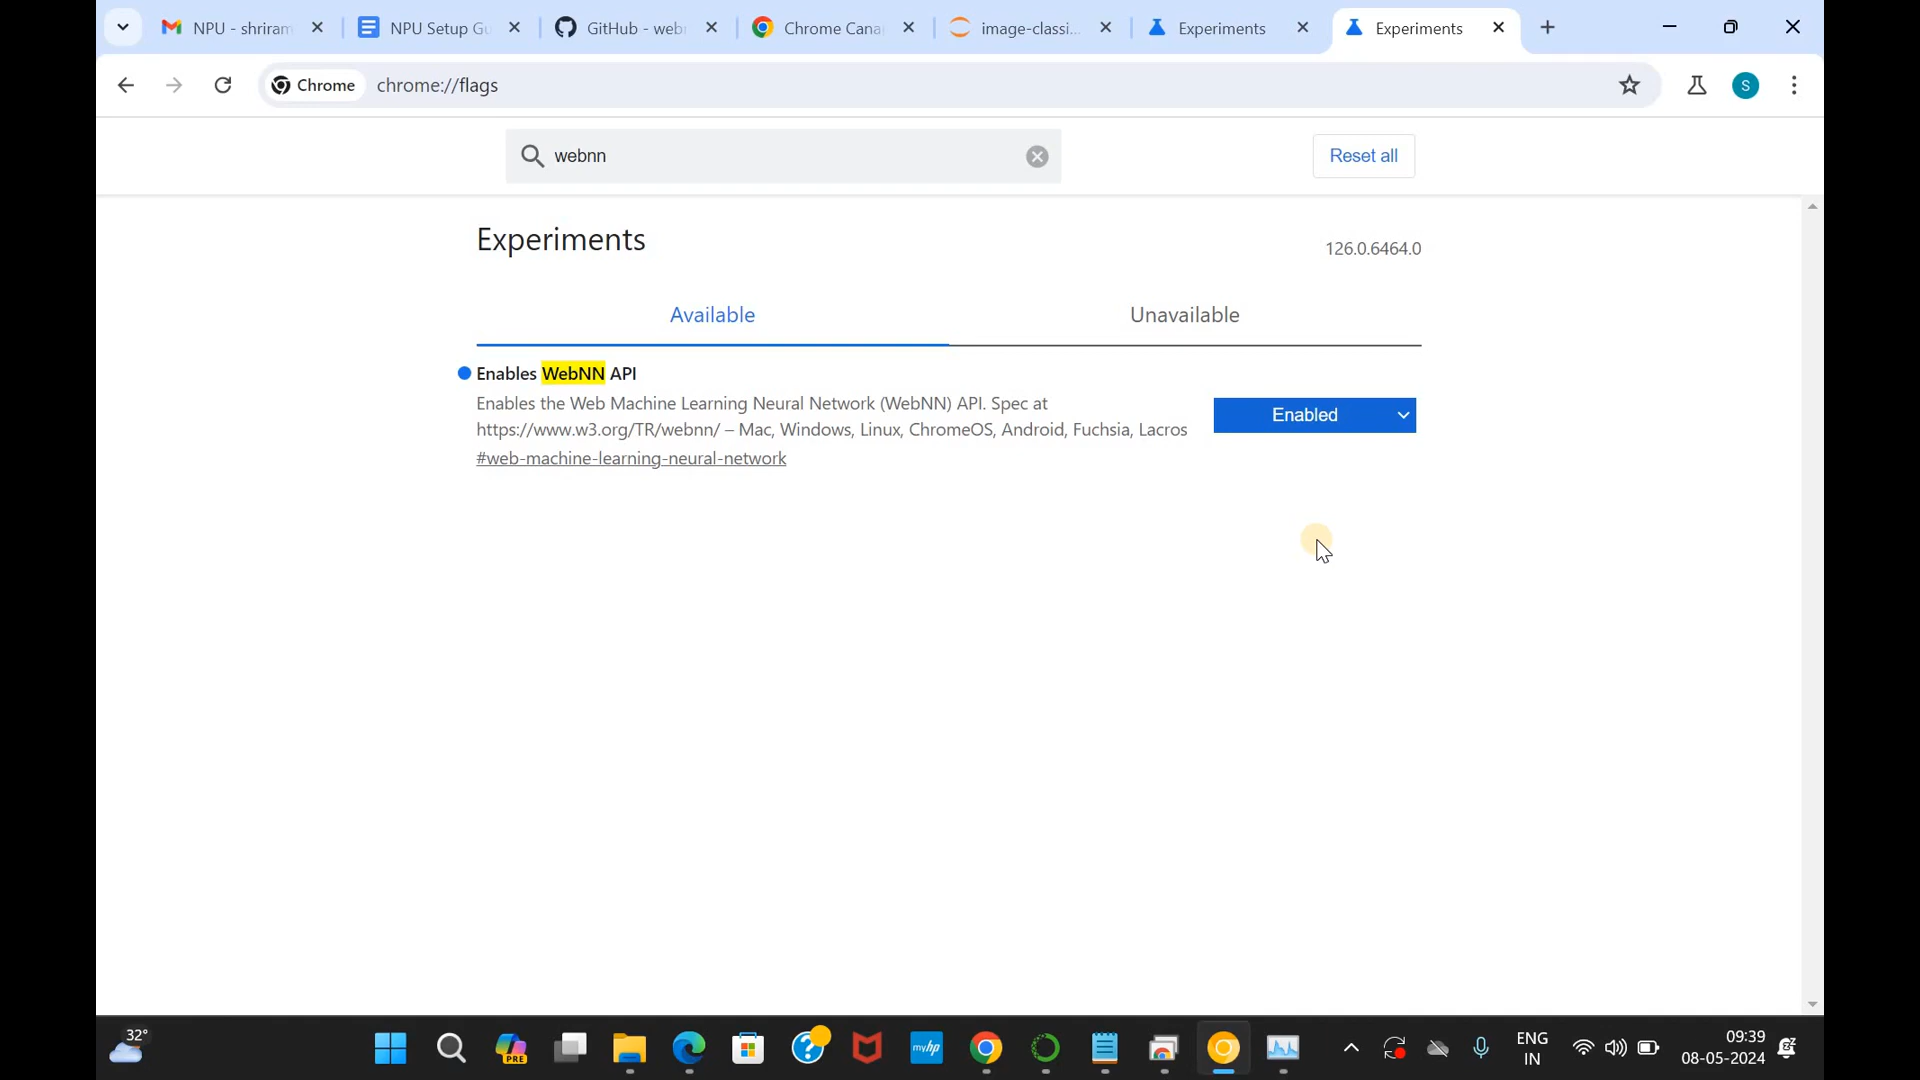 NPU - shriram
NPU Setup Gu
GitHub - web
Chrome Cana
image-classi...
Experiments
Experiments
Chrome
chrome://flags
S
webnn
Reset all
Experiments
126.0.6464.0
Available
Unavailable
Enables WebNN API
Enables the Web Machine Learning Neural Network (WebNN) API. Spec at
https://www.w3.org/TR/webnn/ – Mac, Windows, Linux, ChromeOS, Android, Fuchsia, Lacros
#web-machine-learning-neural-network
Enabled
32°
PRE
myhp
ENG
IN
09:39
08-05-2024